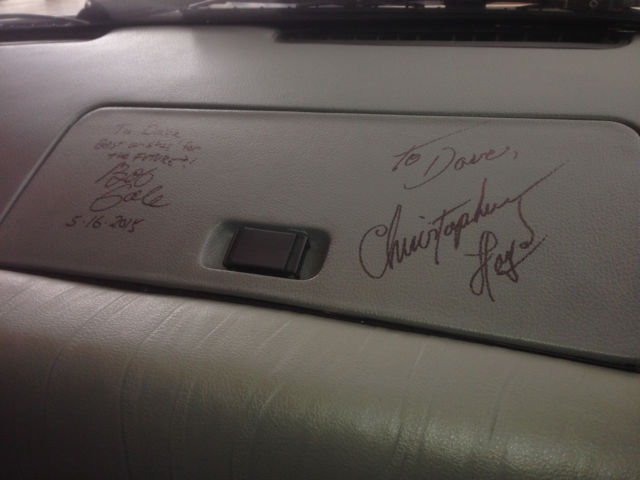 To Dave
Best wishes for
THE FUTURE!
Bob
Gale
5-16-2015
To Dave,
Christopher
Lloyd